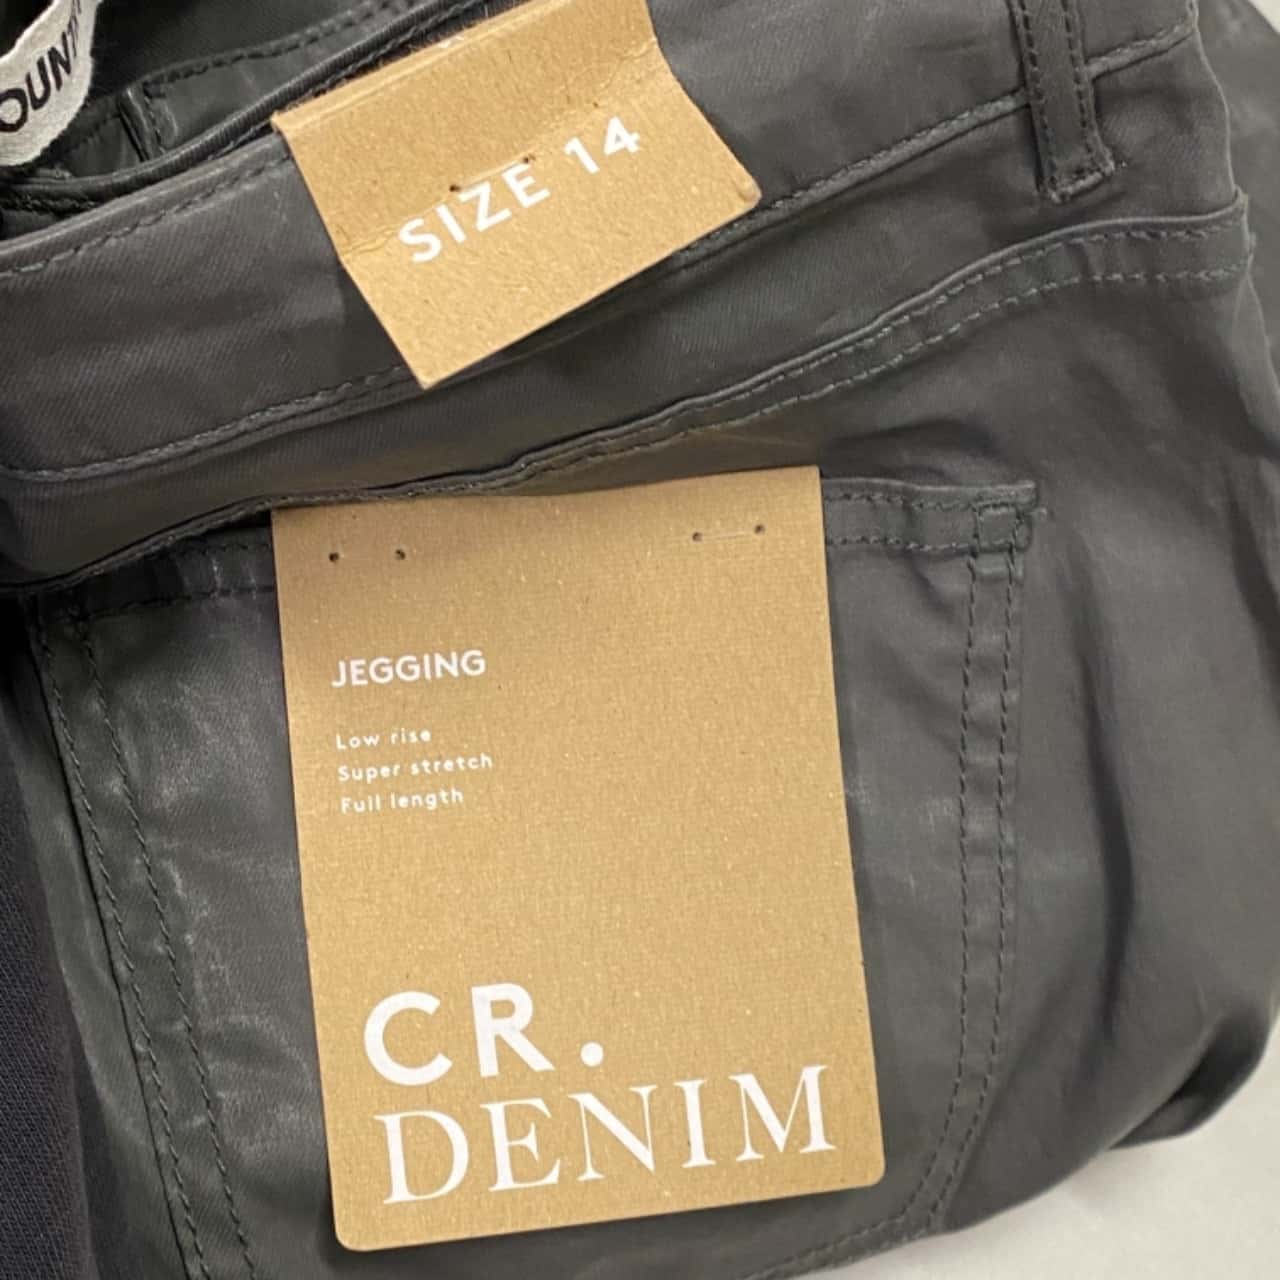 SIZE 14
JEGGING
Low rise
Super stretch
Full length
CR.
DENIM